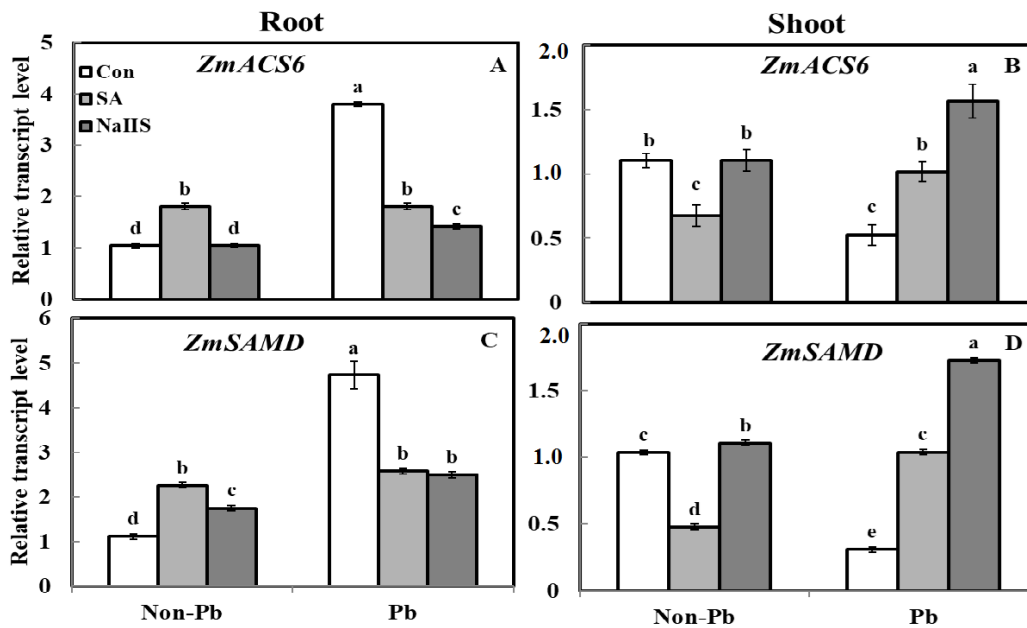 Root
Shoot
Relative transcript level
5
4
3
2
1
0
ZmACS6
A
Con
SA
NaIIS
d
b
d
a
b
c
2.0
1.5
1.0
0.5
0
ZmACS6
B
b
c
b
c
b
a
Relative transcript level
6
5
4
3
2
1
0
ZmSAMD
C
d
b
c
a
b
b
Non-Pb
Pb
2.0
1.5
1.0
0.5
0
ZmSAMD
D
c
d
b
e
c
a
Non-Pb
Pb